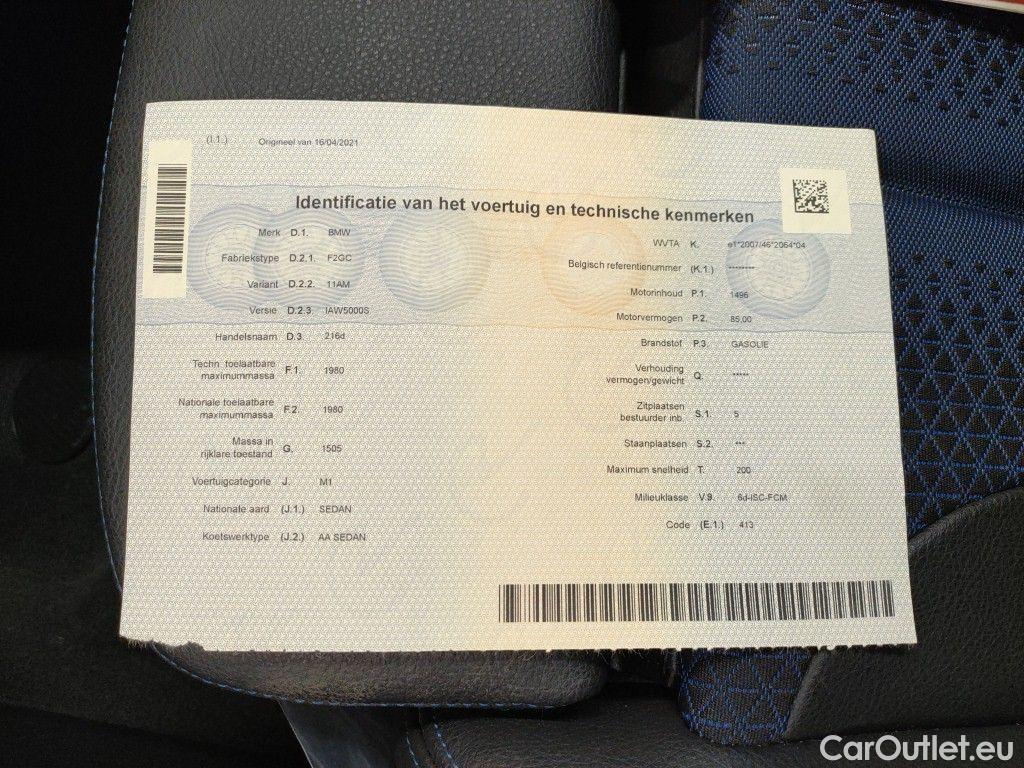 (I.1.) Origineel van 16/04/2021
Identificatie van het voertuig en technische kenmerken
Merk D.1. BMW
Fabriekstype D.2.1. F2GC
Variant D.2.2. 11AM
Versie D.2.3 IAW5000S
Handelsnaam D.3. 216d
Techn. toelaatbare
maximummassa F.1. 1980
Nationale toelaatbare
maximummassa F.2. 1980
Massa in
rijklare toestand G. 1505
Voertuigcategorie J. M1
Nationale aard (J.1.) SEDAN
Koetswerktype (J.2.) AA SEDAN
WVTA K. e1*2007/46*2064*04
Belgisch referentienummer (K.1.) ********
Motorinhoud P.1. 1496
Motorvermogen P.2. 85,00
Brandstof P.3. GASOLIE
Verhouding
vermogen/gewicht Q. *****
Zitplaatsen
bestuurder inb. S.1. 5
Staanplaatsen S.2. ***
Maximum snelheid T. 200
Milieuklasse V.9. 6d-ISC-FCM
Code (E.1.) 413
CarOutlet.eu